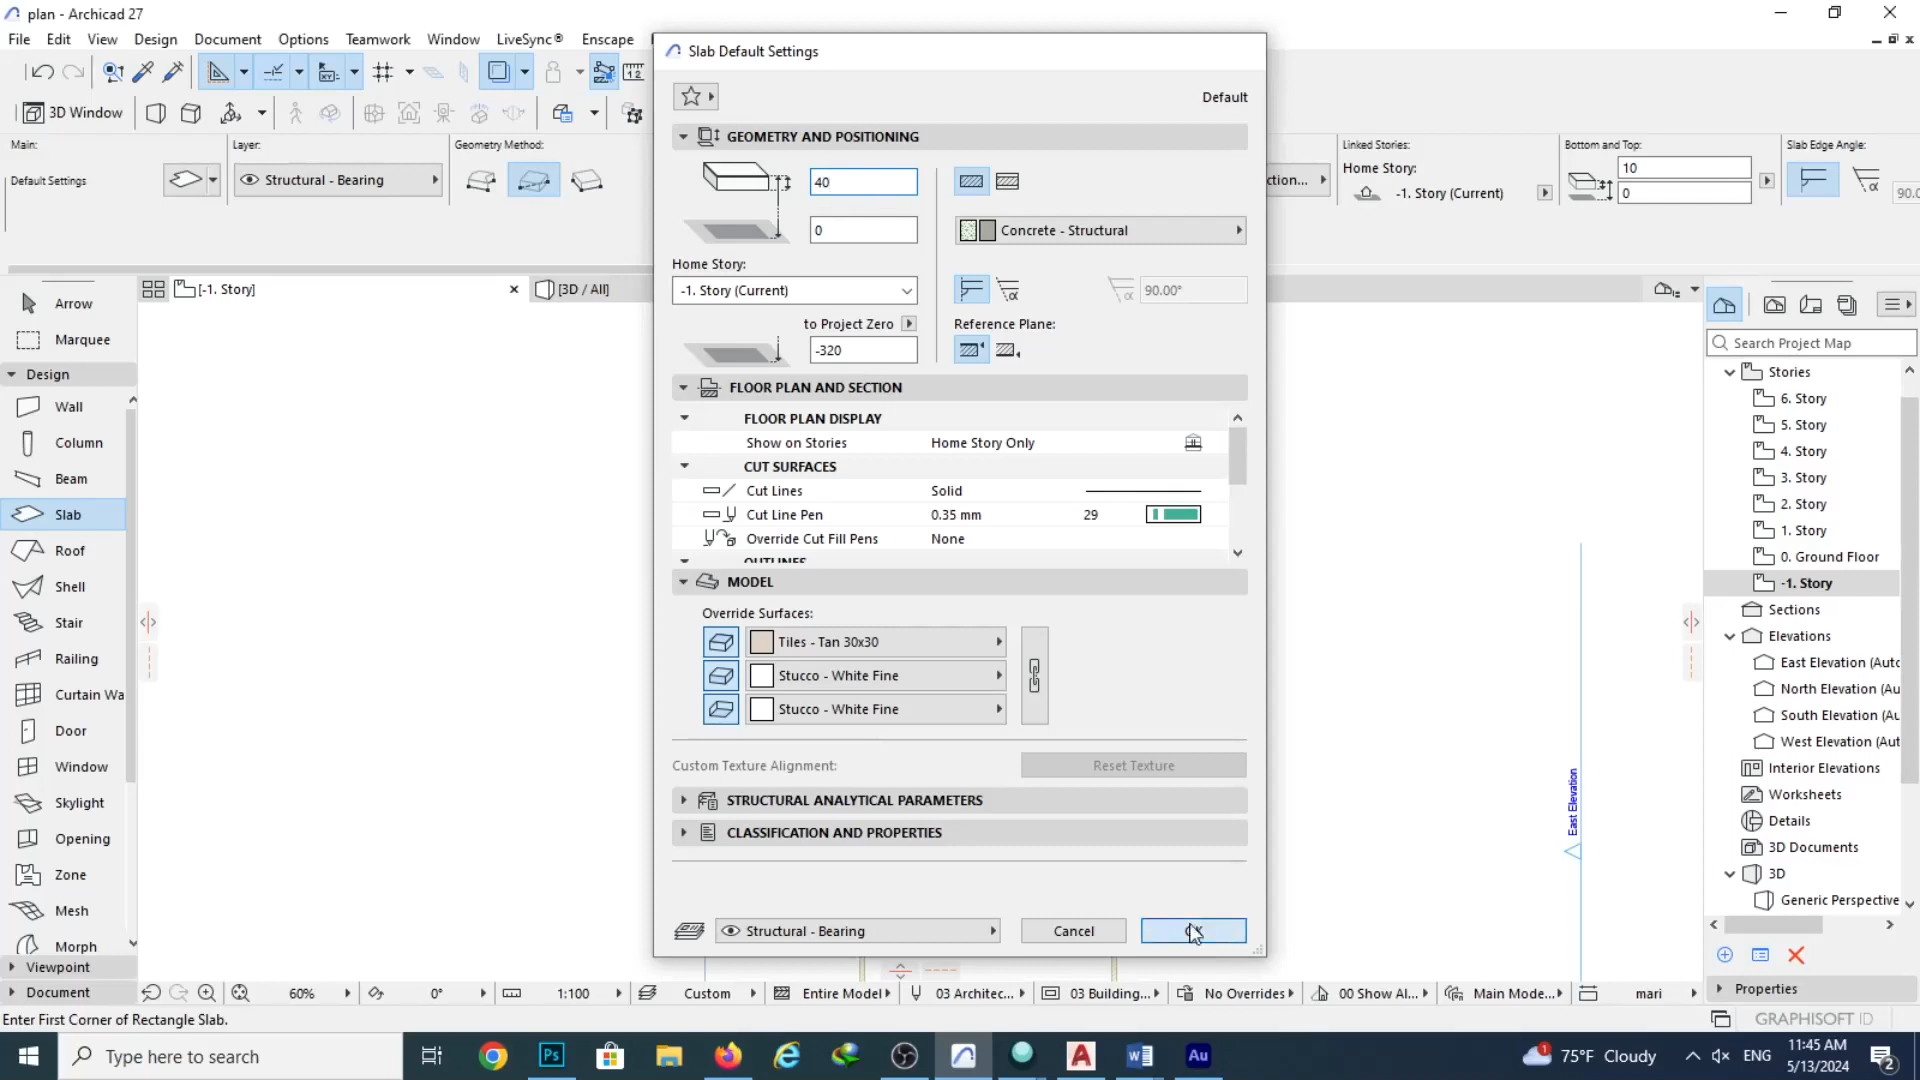 plan - Archicad 27
File Edit View Design Document Options Teamwork Window LiveSync® Enscape
3D Window
Main:
Default Settings
Layer:
Structural - Bearing
Geometry Method:
Linked Stories:
Home Story:
-1. Story (Current)
Bottom and Top:
10
0
Slab Edge Angle:
[-1. Story]
[3D / All]
Slab Default Settings
Default
GEOMETRY AND POSITIONING
40
0
Concrete - Structural
Home Story:
-1. Story (Current)
90.00°
to Project Zero
-320
Reference Plane:
FLOOR PLAN AND SECTION
FLOOR PLAN DISPLAY
Show on Stories Home Story Only
CUT SURFACES
Cut Lines Solid
Cut Line Pen 0.35 mm 29
Override Cut Fill Pens None
OUTLINES
MODEL
Override Surfaces:
Tiles - Tan 30x30
Stucco - White Fine
Stucco - White Fine
Custom Texture Alignment:
Reset Texture
STRUCTURAL ANALYTICAL PARAMETERS
CLASSIFICATION AND PROPERTIES
Structural - Bearing
Cancel
Arrow
Marquee
Design
Wall
Column
Beam
Slab
Roof
Shell
Stair
Railing
Curtain Wa
Door
Window
Skylight
Opening
Zone
Mesh
Morph
Viewpoint
Document
East Elevation
Search Project Map
Stories
6. Story
5. Story
4. Story
3. Story
2. Story
1. Story
0. Ground Floor
-1. Story
Sections
Elevations
East Elevation (Autc
North Elevation (Au
South Elevation (Au
West Elevation (Aut
Interior Elevations
Worksheets
Details
3D Documents
3D
Generic Perspective
Properties
60% 0° 1:100 Custom Entire Model 03 Architec... 03 Building... No Overrides 00 Show Al... Main Mode... mari
Enter First Corner of Rectangle Slab.
GRAPHISOFT ID
Type here to search
75°F Cloudy
ENG
11:45 AM
5/13/2024